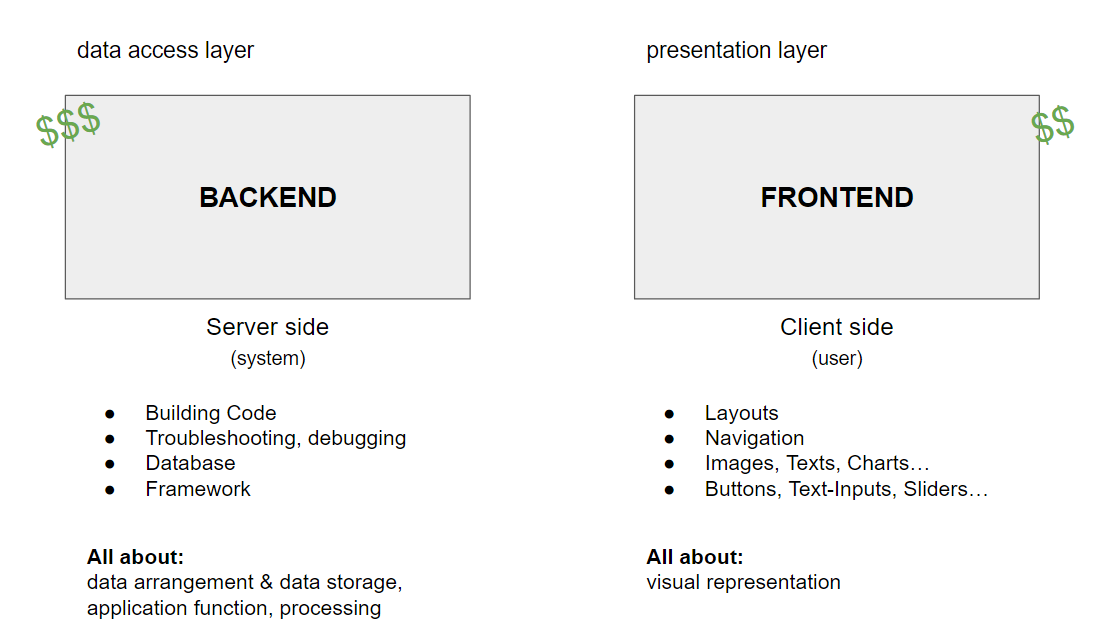 data access layer
$$$
BACKEND
Server side
(system)
● Building Code
● Troubleshooting, debugging
● Database
● Framework
All about:
data arrangement & data storage,
application function, processing
presentation layer
$$
FRONTEND
Client side
(user)
● Layouts
● Navigation
● Images, Texts, Charts…
● Buttons, Text-Inputs, Sliders…
All about:
visual representation